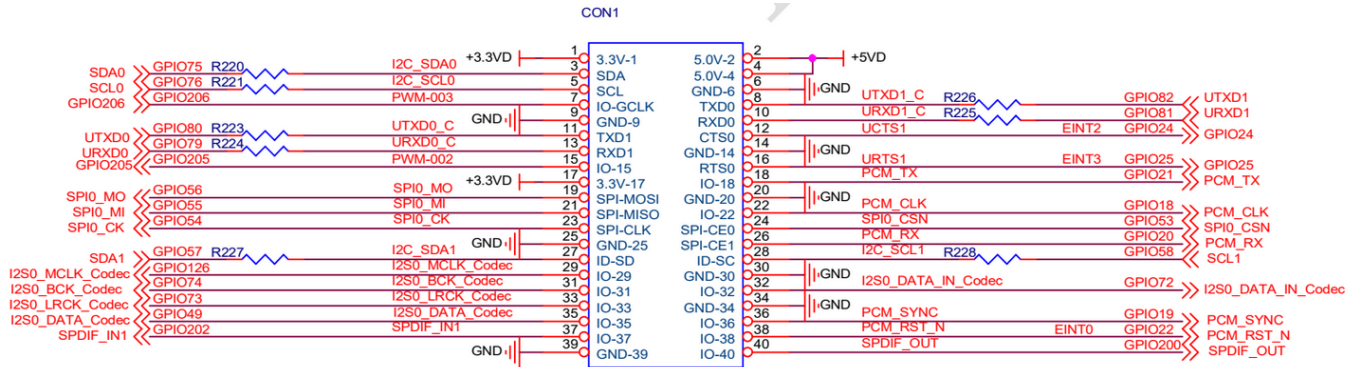 CON1
+3.3VD 1 3.3V-1 5.0V-2 2 +5VD
SDA0 GPIO75 R220 I2C_SDA0 3 SDA 5.0V-4 4
SCL0 GPIO76 R221 I2C_SCL0 5 SCL GND-6 6 GND
GPIO206 GPIO206 PWM-003 7 IO-GCLK TXD0 8 UTXD1_C R226 GPIO82 UTXD1
GND 9 GND-9 RXD0 10 URXD1_C R225 GPIO81 URXD1
UTXD0 GPIO80 R223 UTXD0_C 11 TXD1 CTS0 12 UCTS1 EINT2 GPIO24 GPIO24
URXD0 GPIO79 R224 URXD0_C 13 RXD1 GND-14 14 GND
GPIO205 GPIO205 PWM-002 15 IO-15 RTS0 16 URTS1 EINT3 GPIO25 GPIO25
+3.3VD 17 3.3V-17 IO-18 18 PCM_TX GPIO21 PCM_TX
SPI0_MO GPIO56 SPI0_MO 19 SPI-MOSI GND-20 20 GND
SPI0_MI GPIO55 SPI0_MI 21 SPI-MISO IO-22 22 PCM_CLK GPIO18 PCM_CLK
SPI0_CK GPIO54 SPI0_CK 23 SPI-CLK SPI-CE0 24 SPI0_CSN GPIO53 SPI0_CSN
GND 25 GND-25 SPI-CE1 26 PCM_RX GPIO20 PCM_RX
SDA1 GPIO57 R227 I2C_SDA1 27 ID-SD ID-SC 28 I2C_SCL1 R228 GPIO58 SCL1
I2S0_MCLK_Codec GPIO126 I2S0_MCLK_Codec 29 IO-29 GND-30 30 GND
I2S0_BCK_Codec GPIO74 I2S0_BCK_Codec 31 IO-31 IO-32 32 I2S0_DATA_IN_Codec GPIO72 I2S0_DATA_IN_Codec
I2S0_LRCK_Codec GPIO73 I2S0_LRCK_Codec 33 IO-33 GND-34 34 GND
I2S0_DATA_Codec GPIO49 I2S0_DATA_Codec 35 IO-35 IO-36 36 PCM_SYNC GPIO19 PCM_SYNC
SPDIF_IN1 GPIO202 SPDIF_IN1 37 IO-37 IO-38 38 PCM_RST_N EINT0 GPIO22 PCM_RST_N
GND 39 GND-39 IO-40 40 SPDIF_OUT GPIO200 SPDIF_OUT